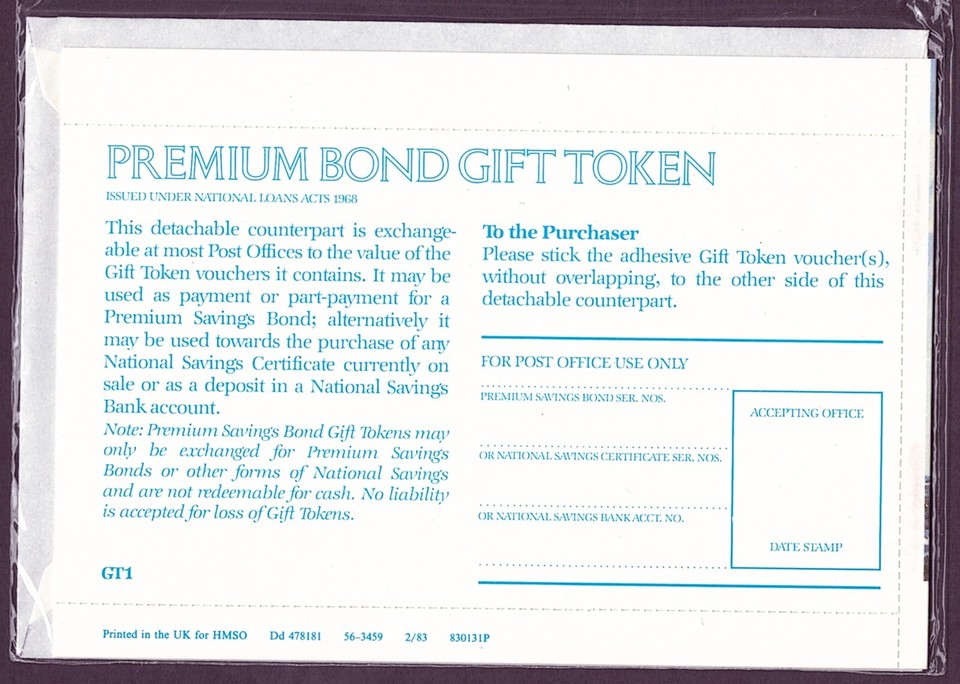 PREMIUM BOND GIFT TOKEN
ISSUED UNDER NATIONAL LOANS ACTS 1968
This detachable counterpart is exchange-
able at most Post Offices to the value of the
Gift Token vouchers it contains. It may be
used as payment or part-payment for a
Premium Savings Bond; alternatively it
may be used towards the purchase of any
National Savings Certificate currently on
sale or as a deposit in a National Savings
Bank account.
Note: Premium Savings Bond Gift Tokens may
only be exchanged for Premium Savings
Bonds or other forms of National Savings
and are not redeemable for cash. No liability
is accepted for loss of Gift Tokens.
GT1
To the Purchaser
Please stick the adhesive Gift Token voucher(s),
without overlapping, to the other side of this
detachable counterpart.
FOR POST OFFICE USE ONLY
PREMIUM SAVINGS BOND SER. NOS.
OR NATIONAL SAVINGS CERTIFICATE SER. NOS.
OR NATIONAL SAVINGS BANK ACCT. NO.
ACCEPTING OFFICE
DATE STAMP
Printed in the UK for HMSO Dd 478181 56-3459 2/83 830131P